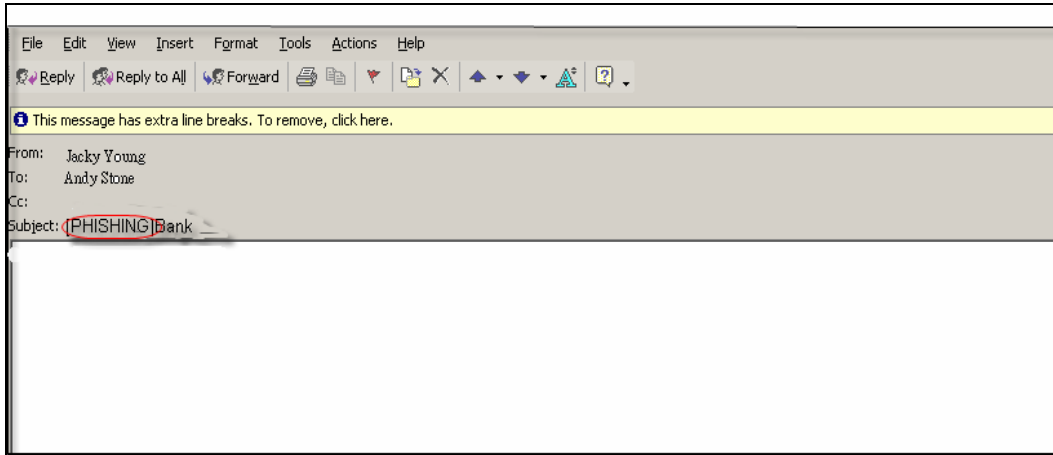 File Edit View Insert Format Tools Actions Help
Reply Reply to All Forward
This message has extra line breaks. To remove, click here.
From: Jacky Young
To: Andy Stone
Cc:
Subject: [PHISHING]Bank